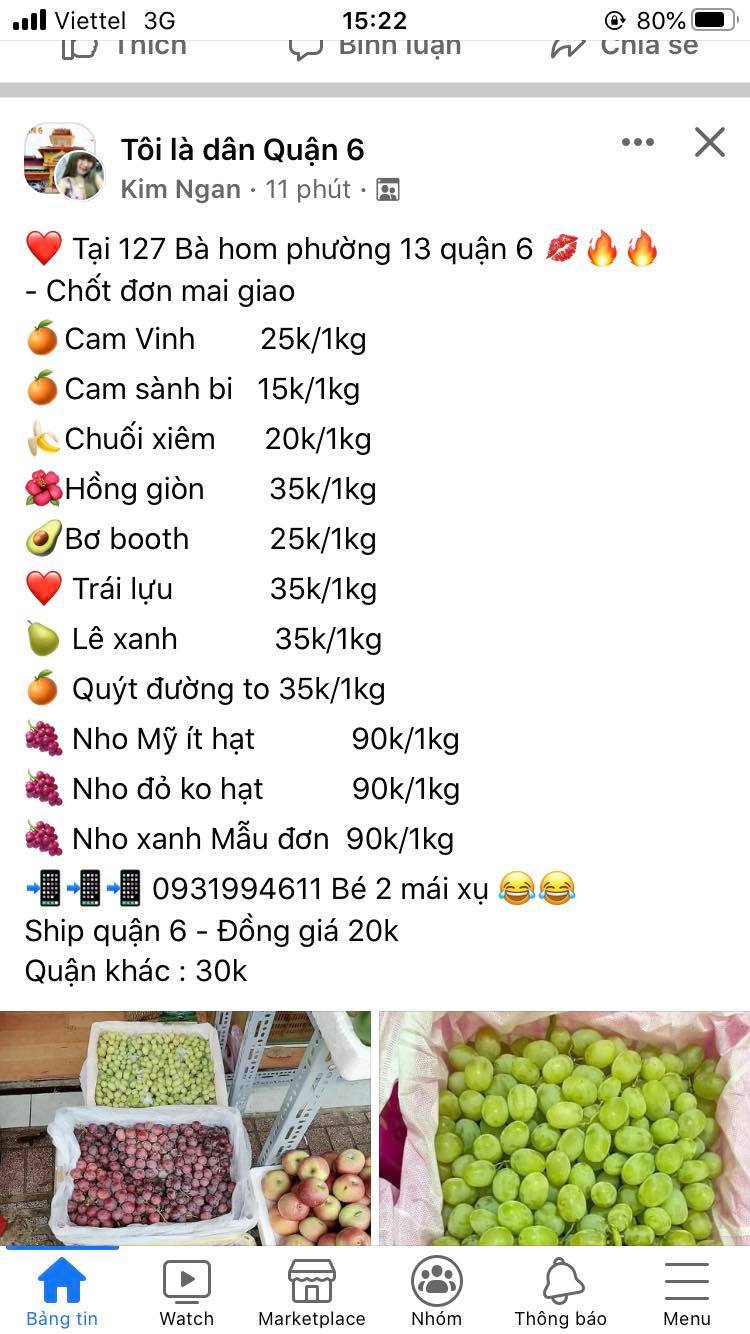 Viettel 3G 15:22 80%
Thích Bình luận Chia sẻ
N 6
Tôi là dân Quận 6
Kim Ngan · 11 phút ·
❤️ Tại 127 Bà hom phường 13 quận 6 💋🔥🔥
- Chốt đơn mai giao
🍊Cam Vinh 25k/1kg
🍊Cam sành bi 15k/1kg
🍌Chuối xiêm 20k/1kg
🌺Hồng giòn 35k/1kg
🥑Bơ booth 25k/1kg
❤️ Trái lựu 35k/1kg
🍐 Lê xanh 35k/1kg
🍊 Quýt đường to 35k/1kg
🍇 Nho Mỹ ít hạt 90k/1kg
🍇 Nho đỏ ko hạt 90k/1kg
🍇 Nho xanh Mẫu đơn 90k/1kg
📲📲📲 0931994611 Bé 2 mái xụ 😂😂
Ship quận 6 - Đồng giá 20k
Quận khác : 30k
Bảng tin Watch Marketplace Nhóm Thông báo Menu